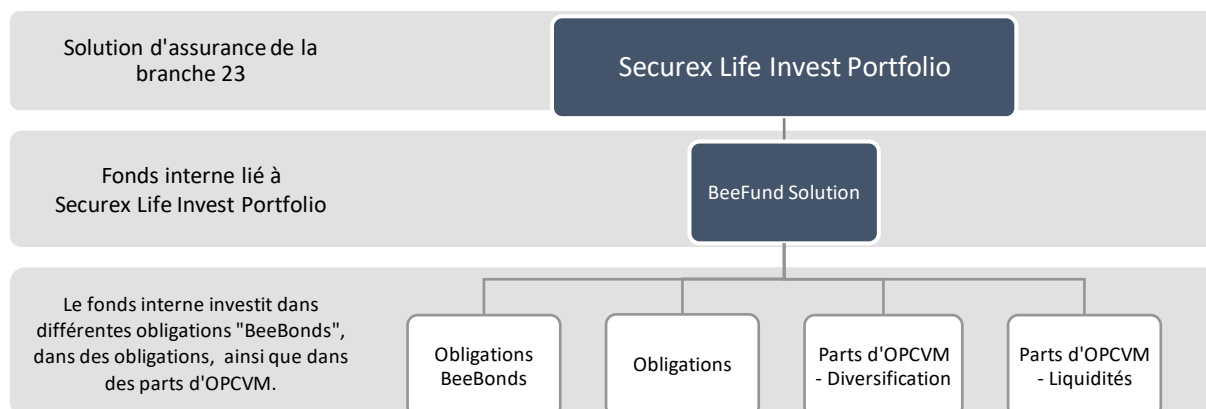 Solution d'assurance de la
branche 23
Securex Life Invest Portfolio
Fonds interne lié à
Securex Life Invest Portfolio
BeeFund Solution
Le fonds interne investit dans
différentes obligations "BeeBonds",
dans des obligations, ainsi que dans
des parts d'OPCVM.
Obligations
BeeBonds
Obligations
Parts d'OPCVM
- Diversification
Parts d'OPCVM
- Liquidités